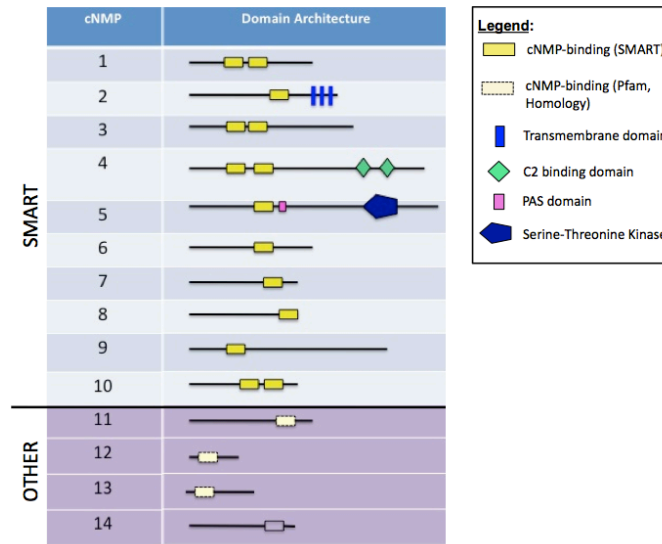 cNMP Domain Architecture
SMART
1
2
3
4
5
6
7
8
9
10
OTHER
11
12
13
14
Legend:
cNMP-binding (SMART)
cNMP-binding (Pfam,
Homology)
Transmembrane domain
C2 binding domain
PAS domain
Serine-Threonine Kinase